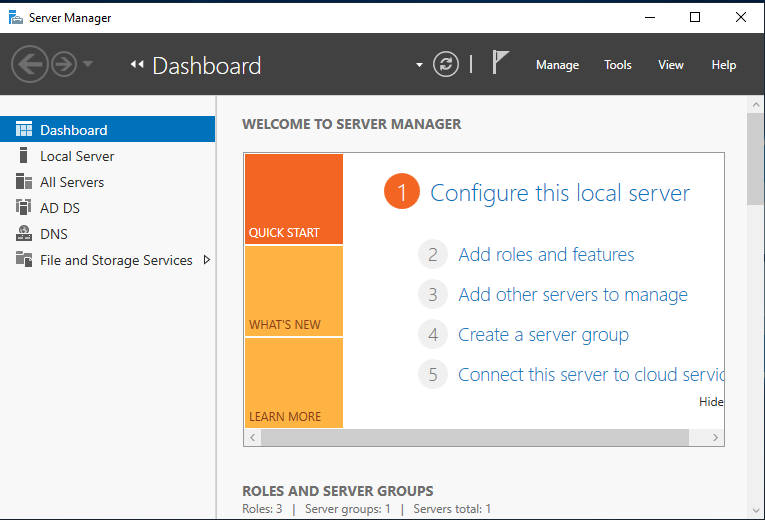 Server Manager
Dashboard
Manage Tools View Help
Dashboard
Local Server
All Servers
AD DS
DNS
File and Storage Services
WELCOME TO SERVER MANAGER
QUICK START
WHAT'S NEW
LEARN MORE
1 Configure this local server
2 Add roles and features
3 Add other servers to manage
4 Create a server group
5 Connect this server to cloud servic
Hide
ROLES AND SERVER GROUPS
Roles: 3 | Server groups: 1 | Servers total: 1